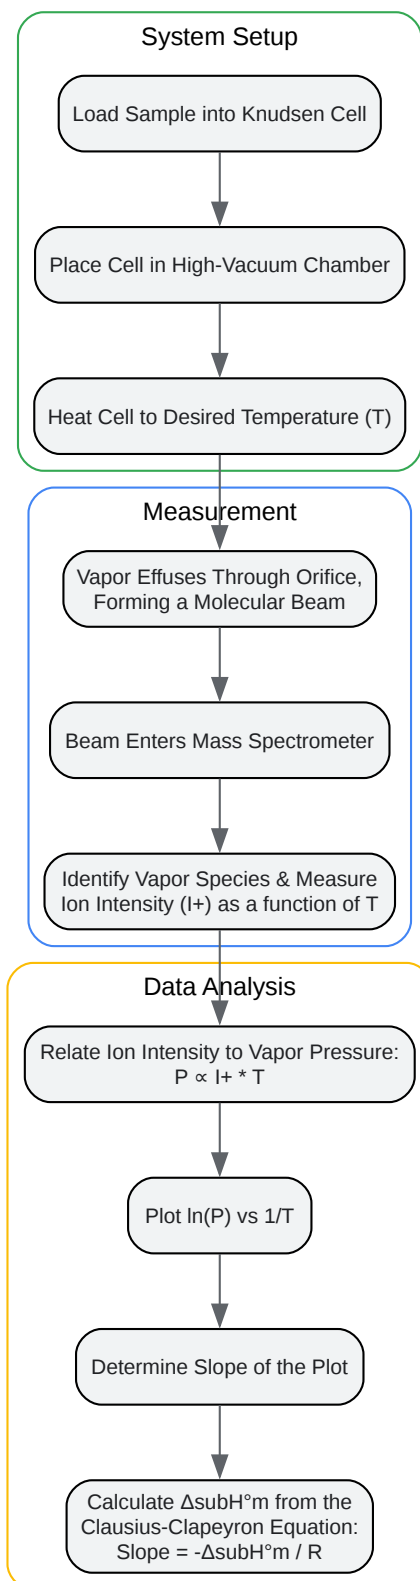 System Setup
Load Sample into Knudsen Cell
Place Cell in High-Vacuum Chamber
Heat Cell to Desired Temperature (T)
Measurement
Vapor Effuses Through Orifice,
Forming a Molecular Beam
Beam Enters Mass Spectrometer
Identify Vapor Species & Measure
Ion Intensity (I+) as a function of T
Data Analysis
Relate Ion Intensity to Vapor Pressure:
P ∝ I+ * T
Plot ln(P) vs 1/T
Determine Slope of the Plot
Calculate ΔsubH°m from the
Clausius-Clapeyron Equation:
Slope = -ΔsubH°m / R